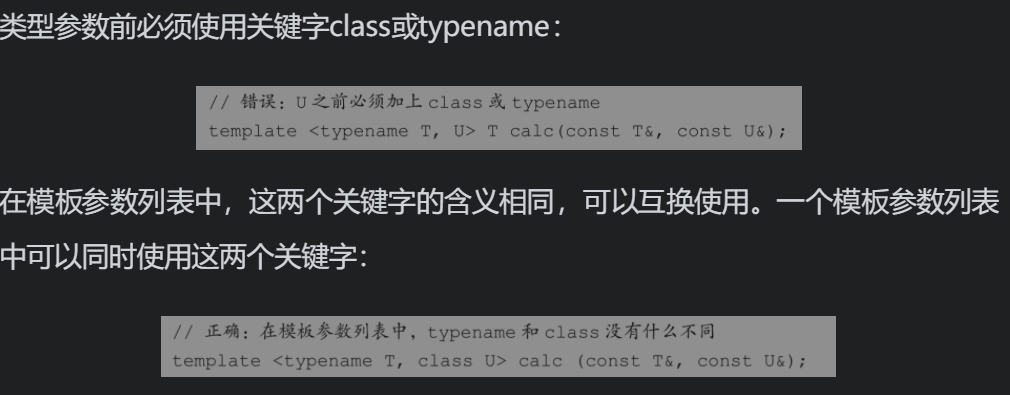 类型参数前必须使用关键字class或typename：
// 错误：U 之前必须加上 class 或 typename
template <typename T, U> T calc(const T&, const U&);
在模板参数列表中，这两个关键字的含义相同，可以互换使用。一个模板参数列表
中可以同时使用这两个关键字：
// 正确：在模板参数列表中，typename 和 class 没有什么不同
template <typename T, class U> calc (const T&, const U&);